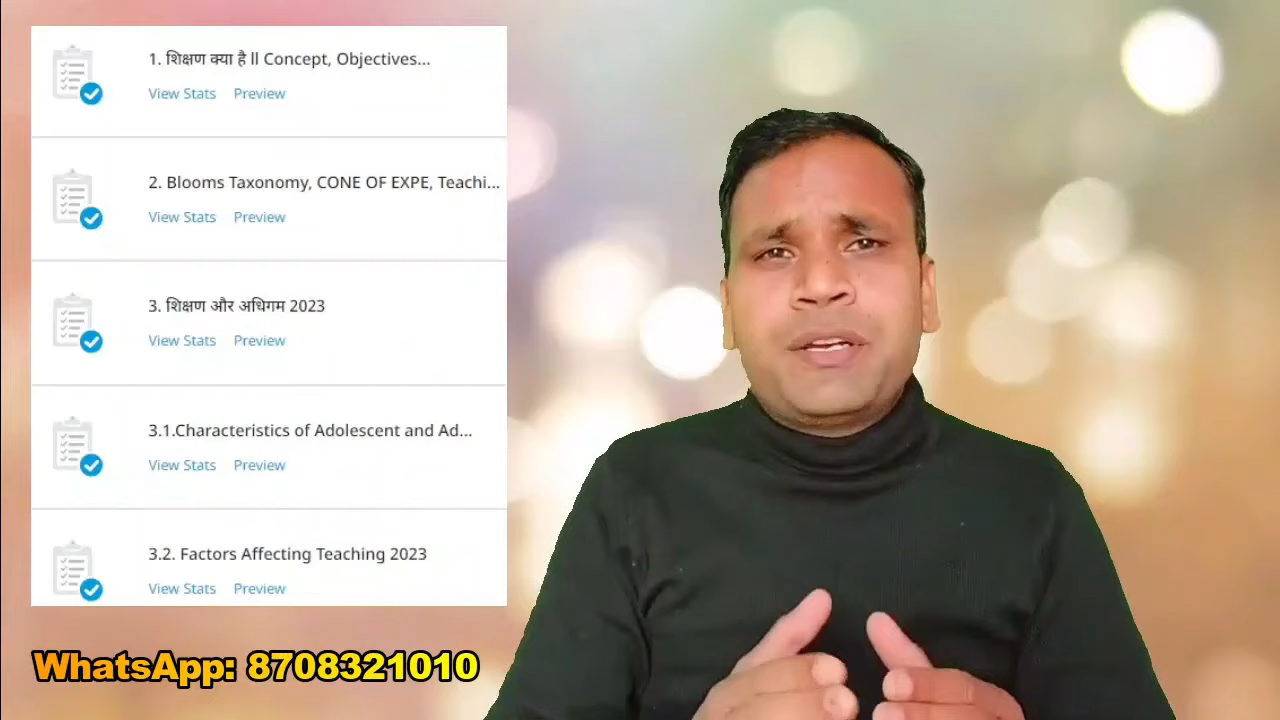 1. शिक्षण क्या है ll Concept, Objectives...
View Stats Preview
2. Blooms Taxonomy, CONE OF EXPE, Teachi...
View Stats Preview
3. शिक्षण और अधिगम 2023
View Stats Preview
3.1.Characteristics of Adolescent and Ad...
View Stats Preview
3.2. Factors Affecting Teaching 2023
View Stats Preview
WhatsApp: 8708321010